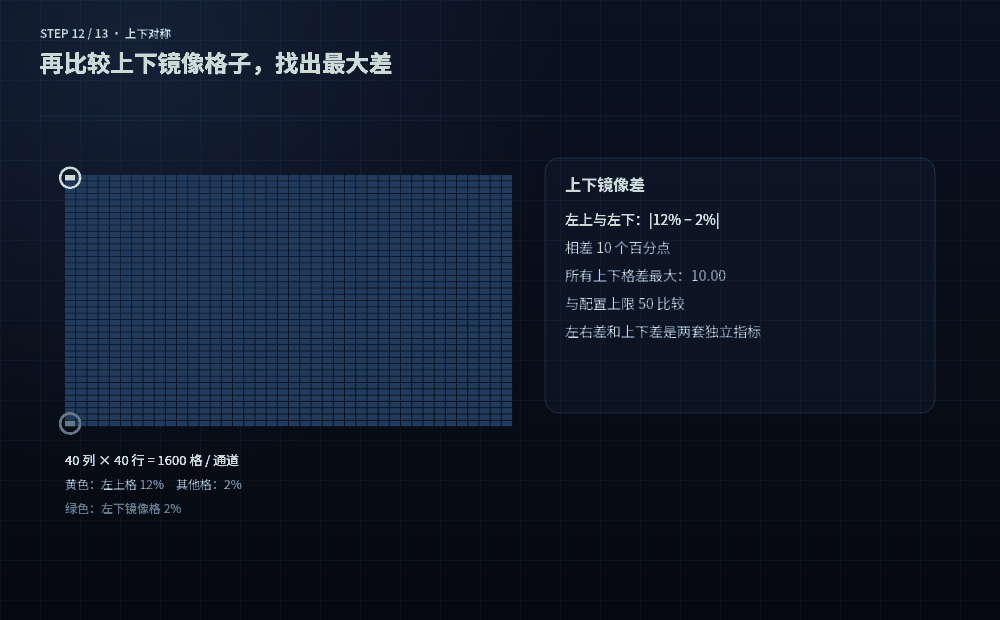 STEP 12 / 13 · 上下对称
再比较上下镜像格子，找出最大差
上下镜像差
左上与左下：|12% − 2%|
相差 10 个百分点
所有上下格差最大：10.00
与配置上限 50 比较
左右差和上下差是两套独立指标
40 列 × 40 行 = 1600 格 / 通道
黄色：左上格 12%　其他格：2%
绿色：左下镜像格 2%